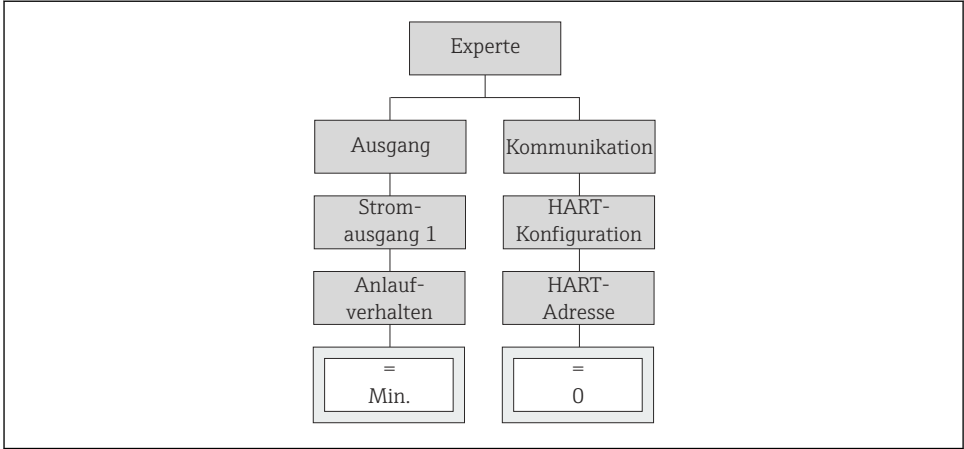 Experte
Ausgang
Kommunikation
Strom-
ausgang 1
HART-
Konfiguration
Anlauf-
verhalten
HART-
Adresse
=
Min.
=
0